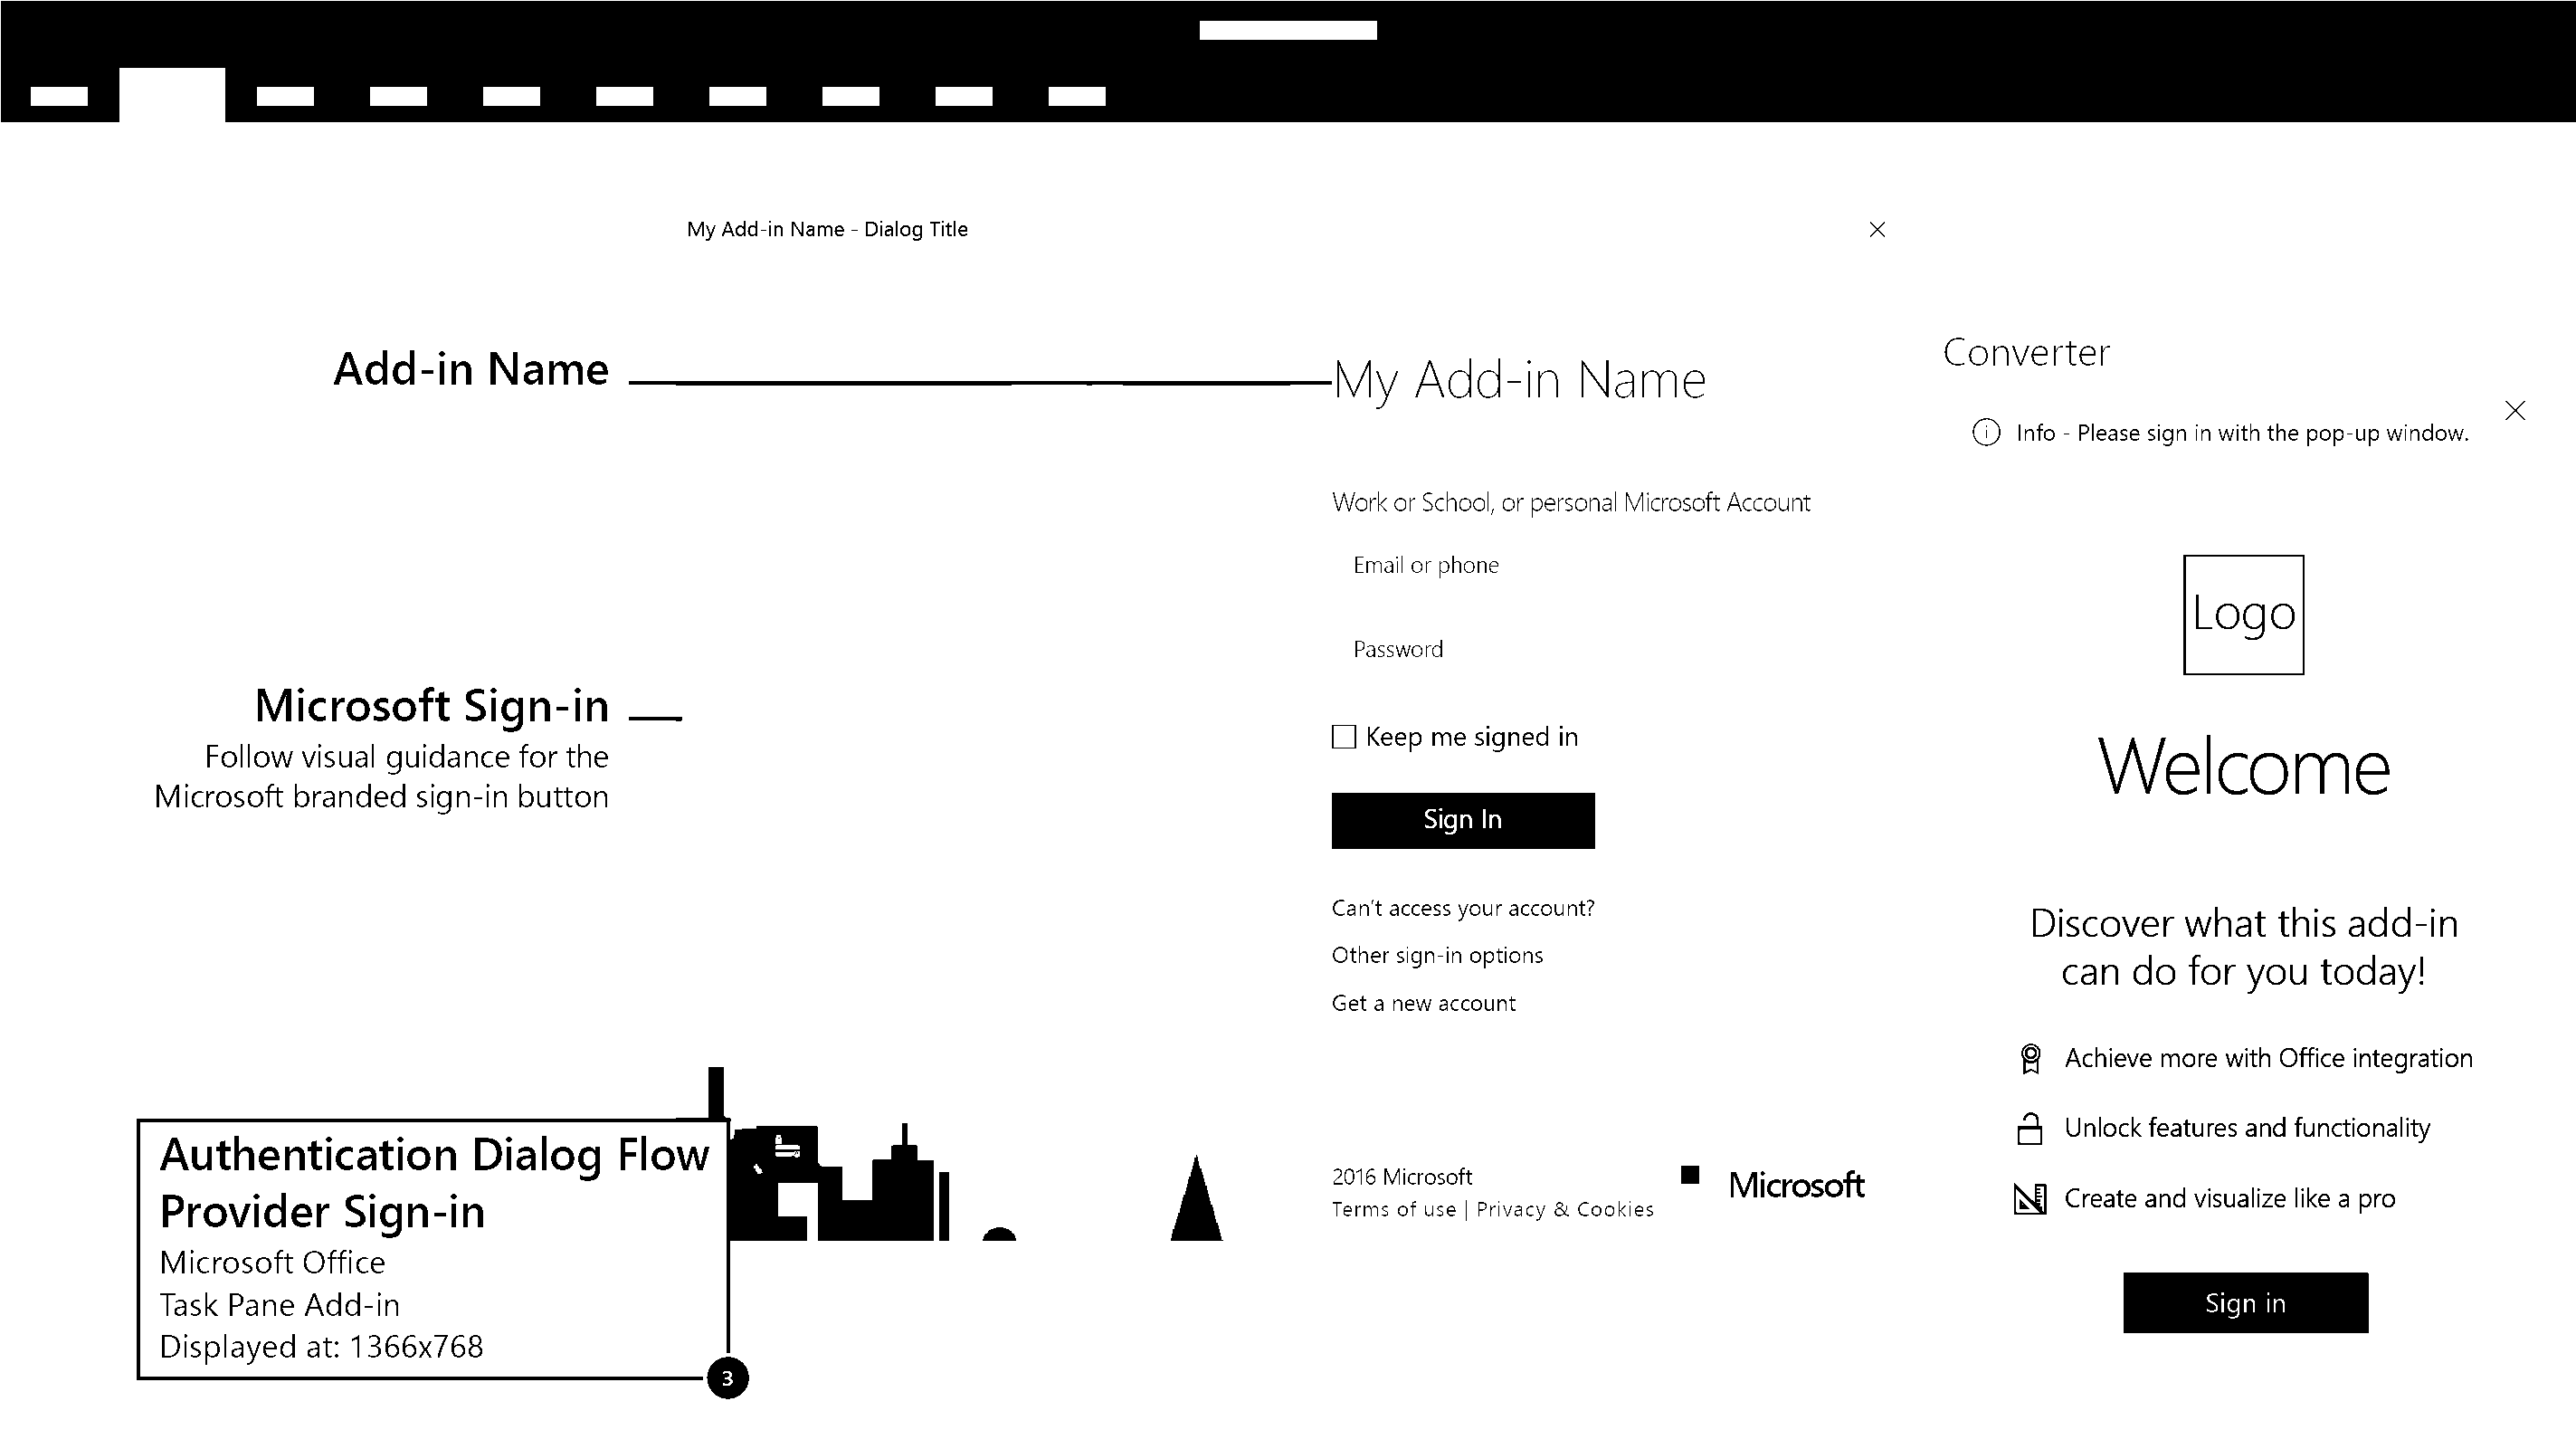 My Add-in Name - Dialog Title
Add-in Name
My Add-in Name
Work or School, or personal Microsoft Account
Email or phone
Password
Microsoft Sign-in
Follow visual guidance for the
Microsoft branded sign-in button
Keep me signed in
Sign In
Can't access your account?
Other sign-in options
Get a new account
2016 Microsoft
Terms of use | Privacy & Cookies
Microsoft
Converter
Info - Please sign in with the pop-up window.
Logo
Welcome
Discover what this add-in
can do for you today!
Achieve more with Office integration
Unlock features and functionality
Create and visualize like a pro
Sign in
Authentication Dialog Flow
Provider Sign-in
Microsoft Office
Task Pane Add-in
Displayed at: 1366x768
3